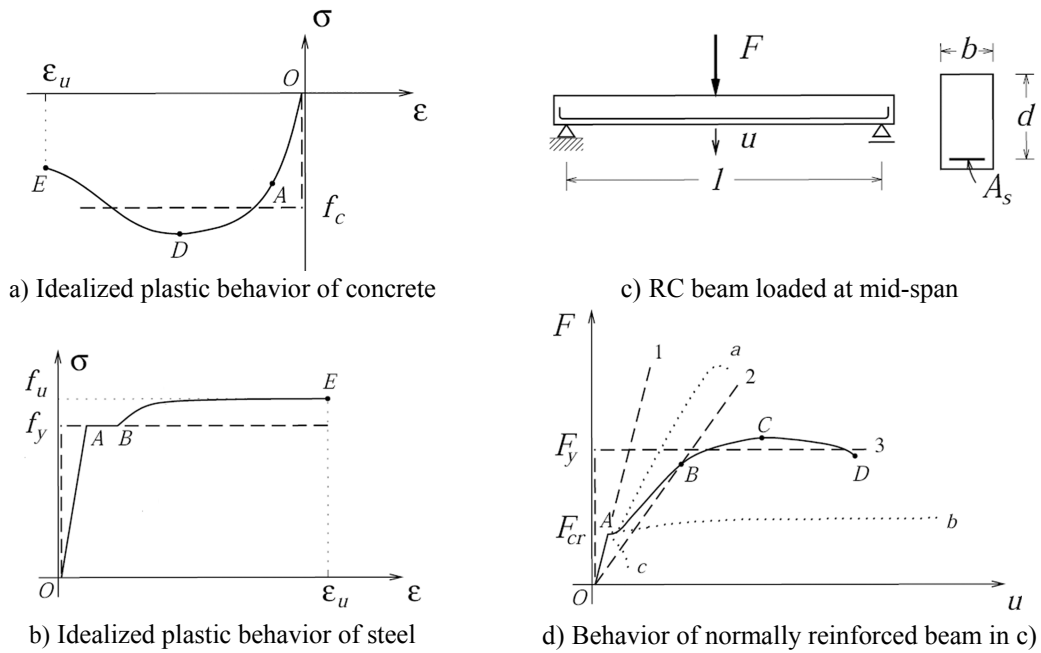 σ
ε_u
O
ε
E
A
f_c
D
a) Idealized plastic behavior of concrete
F
b
u
d
l
A_s
c) RC beam loaded at mid-span
σ
f_u
E
f_y
A B
O
ε_u
ε
b) Idealized plastic behavior of steel
F
1
a
2
C
F_y
3
B
D
A
F_cr
b
c
O
u
d) Behavior of normally reinforced beam in c)